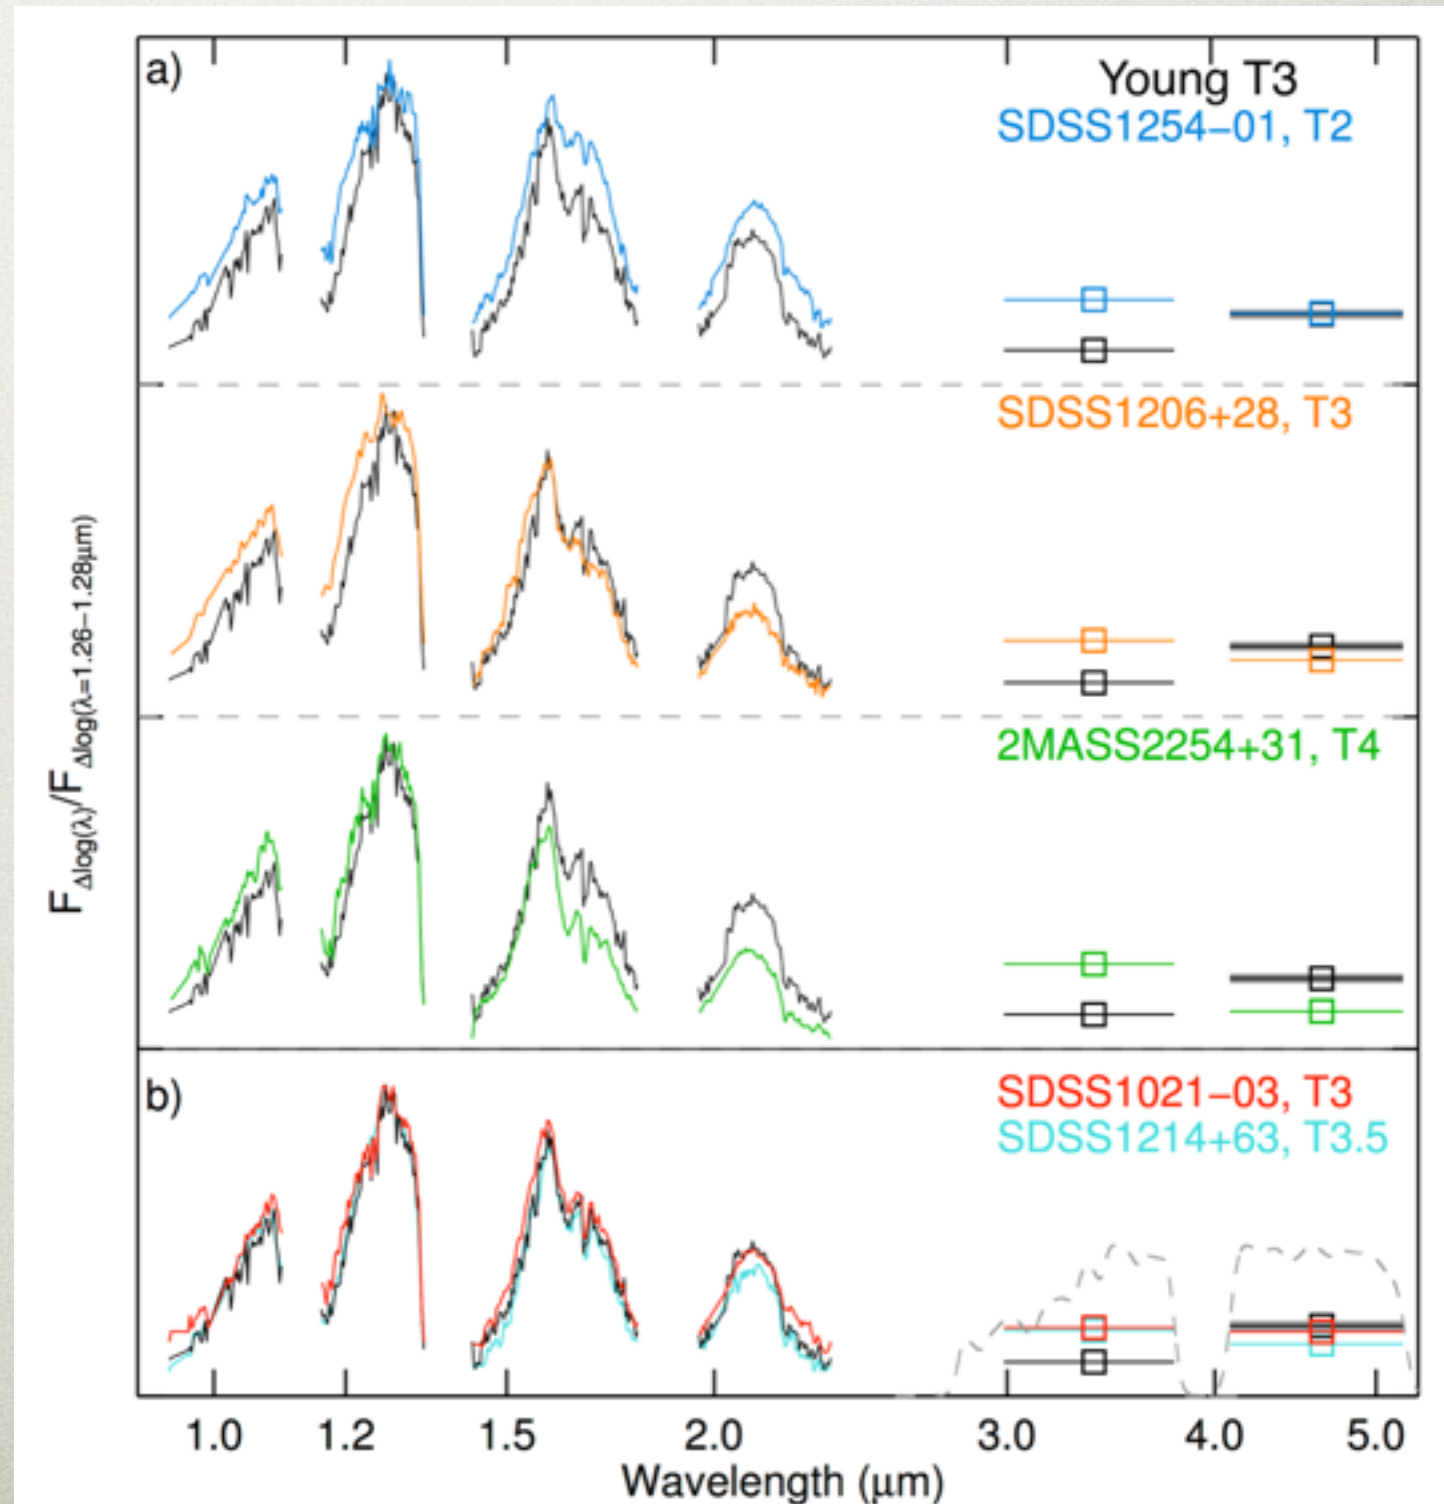 a)
Young T3
SDSS1254−01, T2
SDSS1206+28, T3
2MASS2254+31, T4
b)
SDSS1021−03, T3
SDSS1214+63, T3.5
F Δlog(λ)/F Δlog(λ=1.26−1.28μm)
1.0 1.2 1.5 2.0 3.0 4.0 5.0
Wavelength (μm)